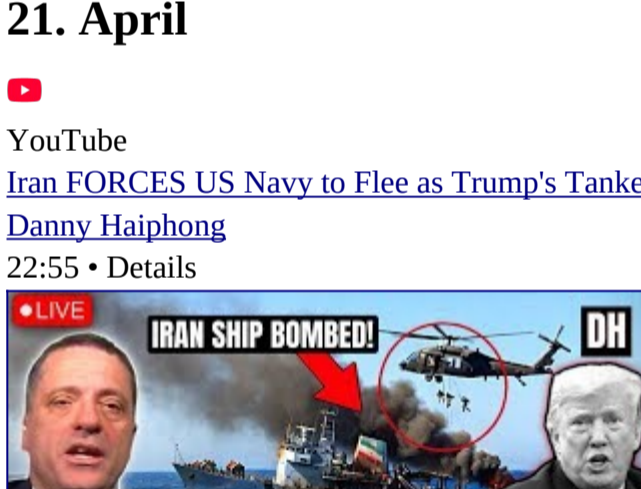 21. April
YouTube
Iran FORCES US Navy to Flee as Trump's Tanke
Danny Haiphong
22:55 • Details
LIVE
IRAN SHIP BOMBED!
DH